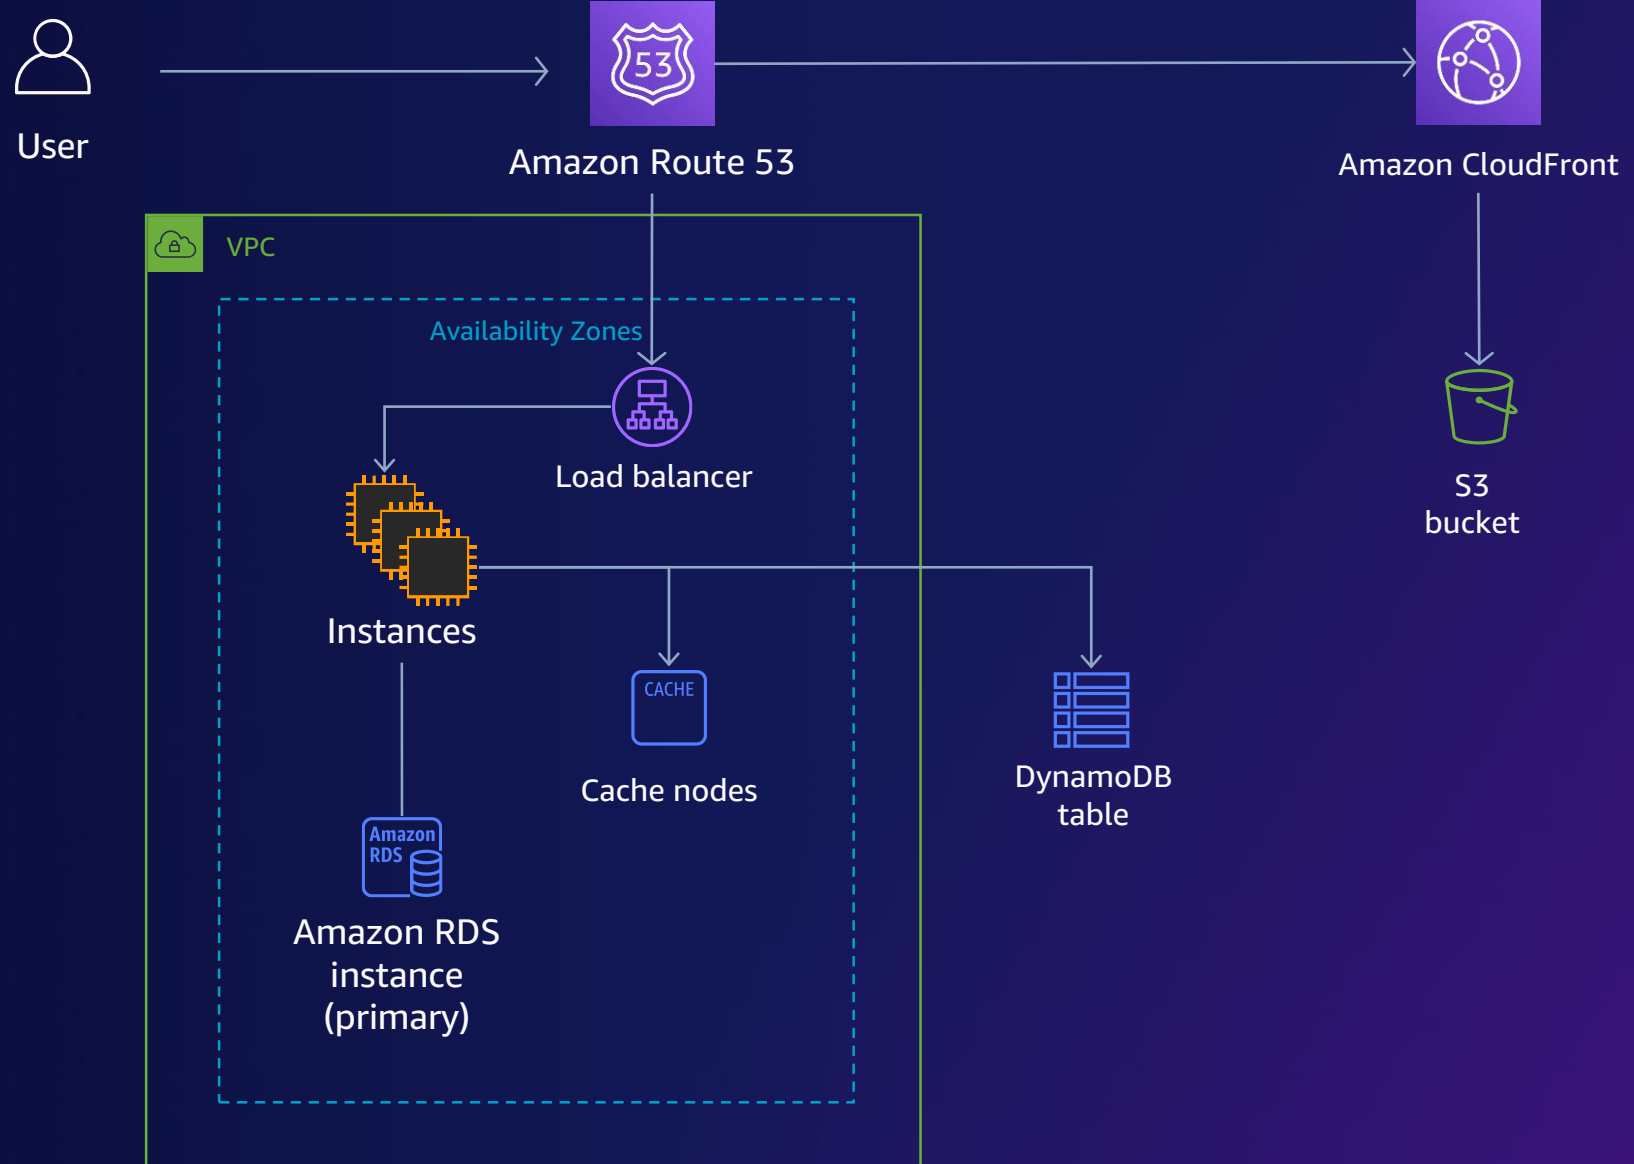 53
User
Amazon Route 53
Amazon CloudFront
VPC
Availability Zones
Load balancer
S3
bucket
Instances
CACHE
Cache nodes
DynamoDB
table
Amazon
RDS
Amazon RDS
instance
(primary)